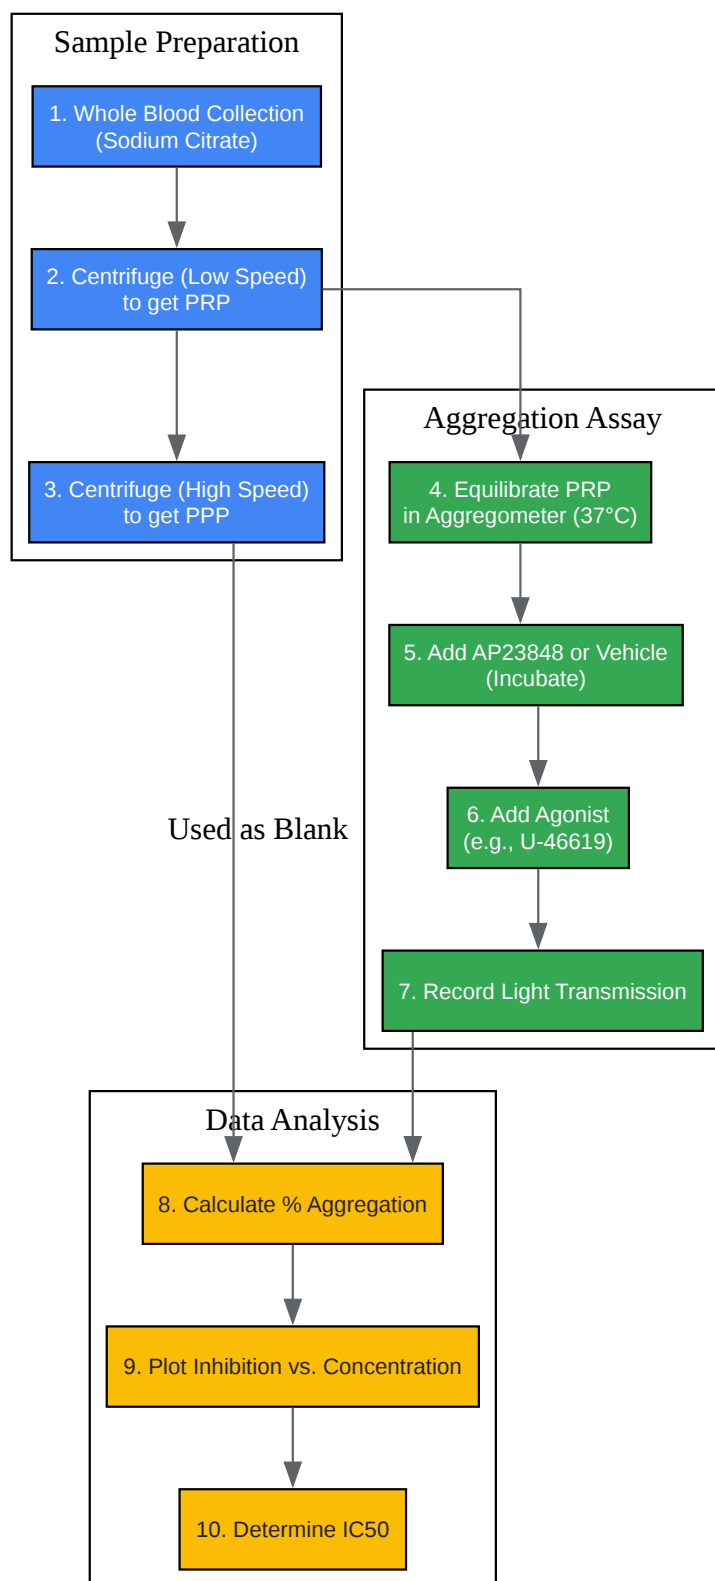 Sample Preparation
1. Whole Blood Collection
(Sodium Citrate)
2. Centrifuge (Low Speed)
to get PRP
3. Centrifuge (High Speed)
to get PPP
Aggregation Assay
4. Equilibrate PRP
in Aggregometer (37°C)
5. Add AP23848 or Vehicle
(Incubate)
6. Add Agonist
(e.g., U-46619)
7. Record Light Transmission
Used as Blank
Data Analysis
8. Calculate % Aggregation
9. Plot Inhibition vs. Concentration
10. Determine IC50